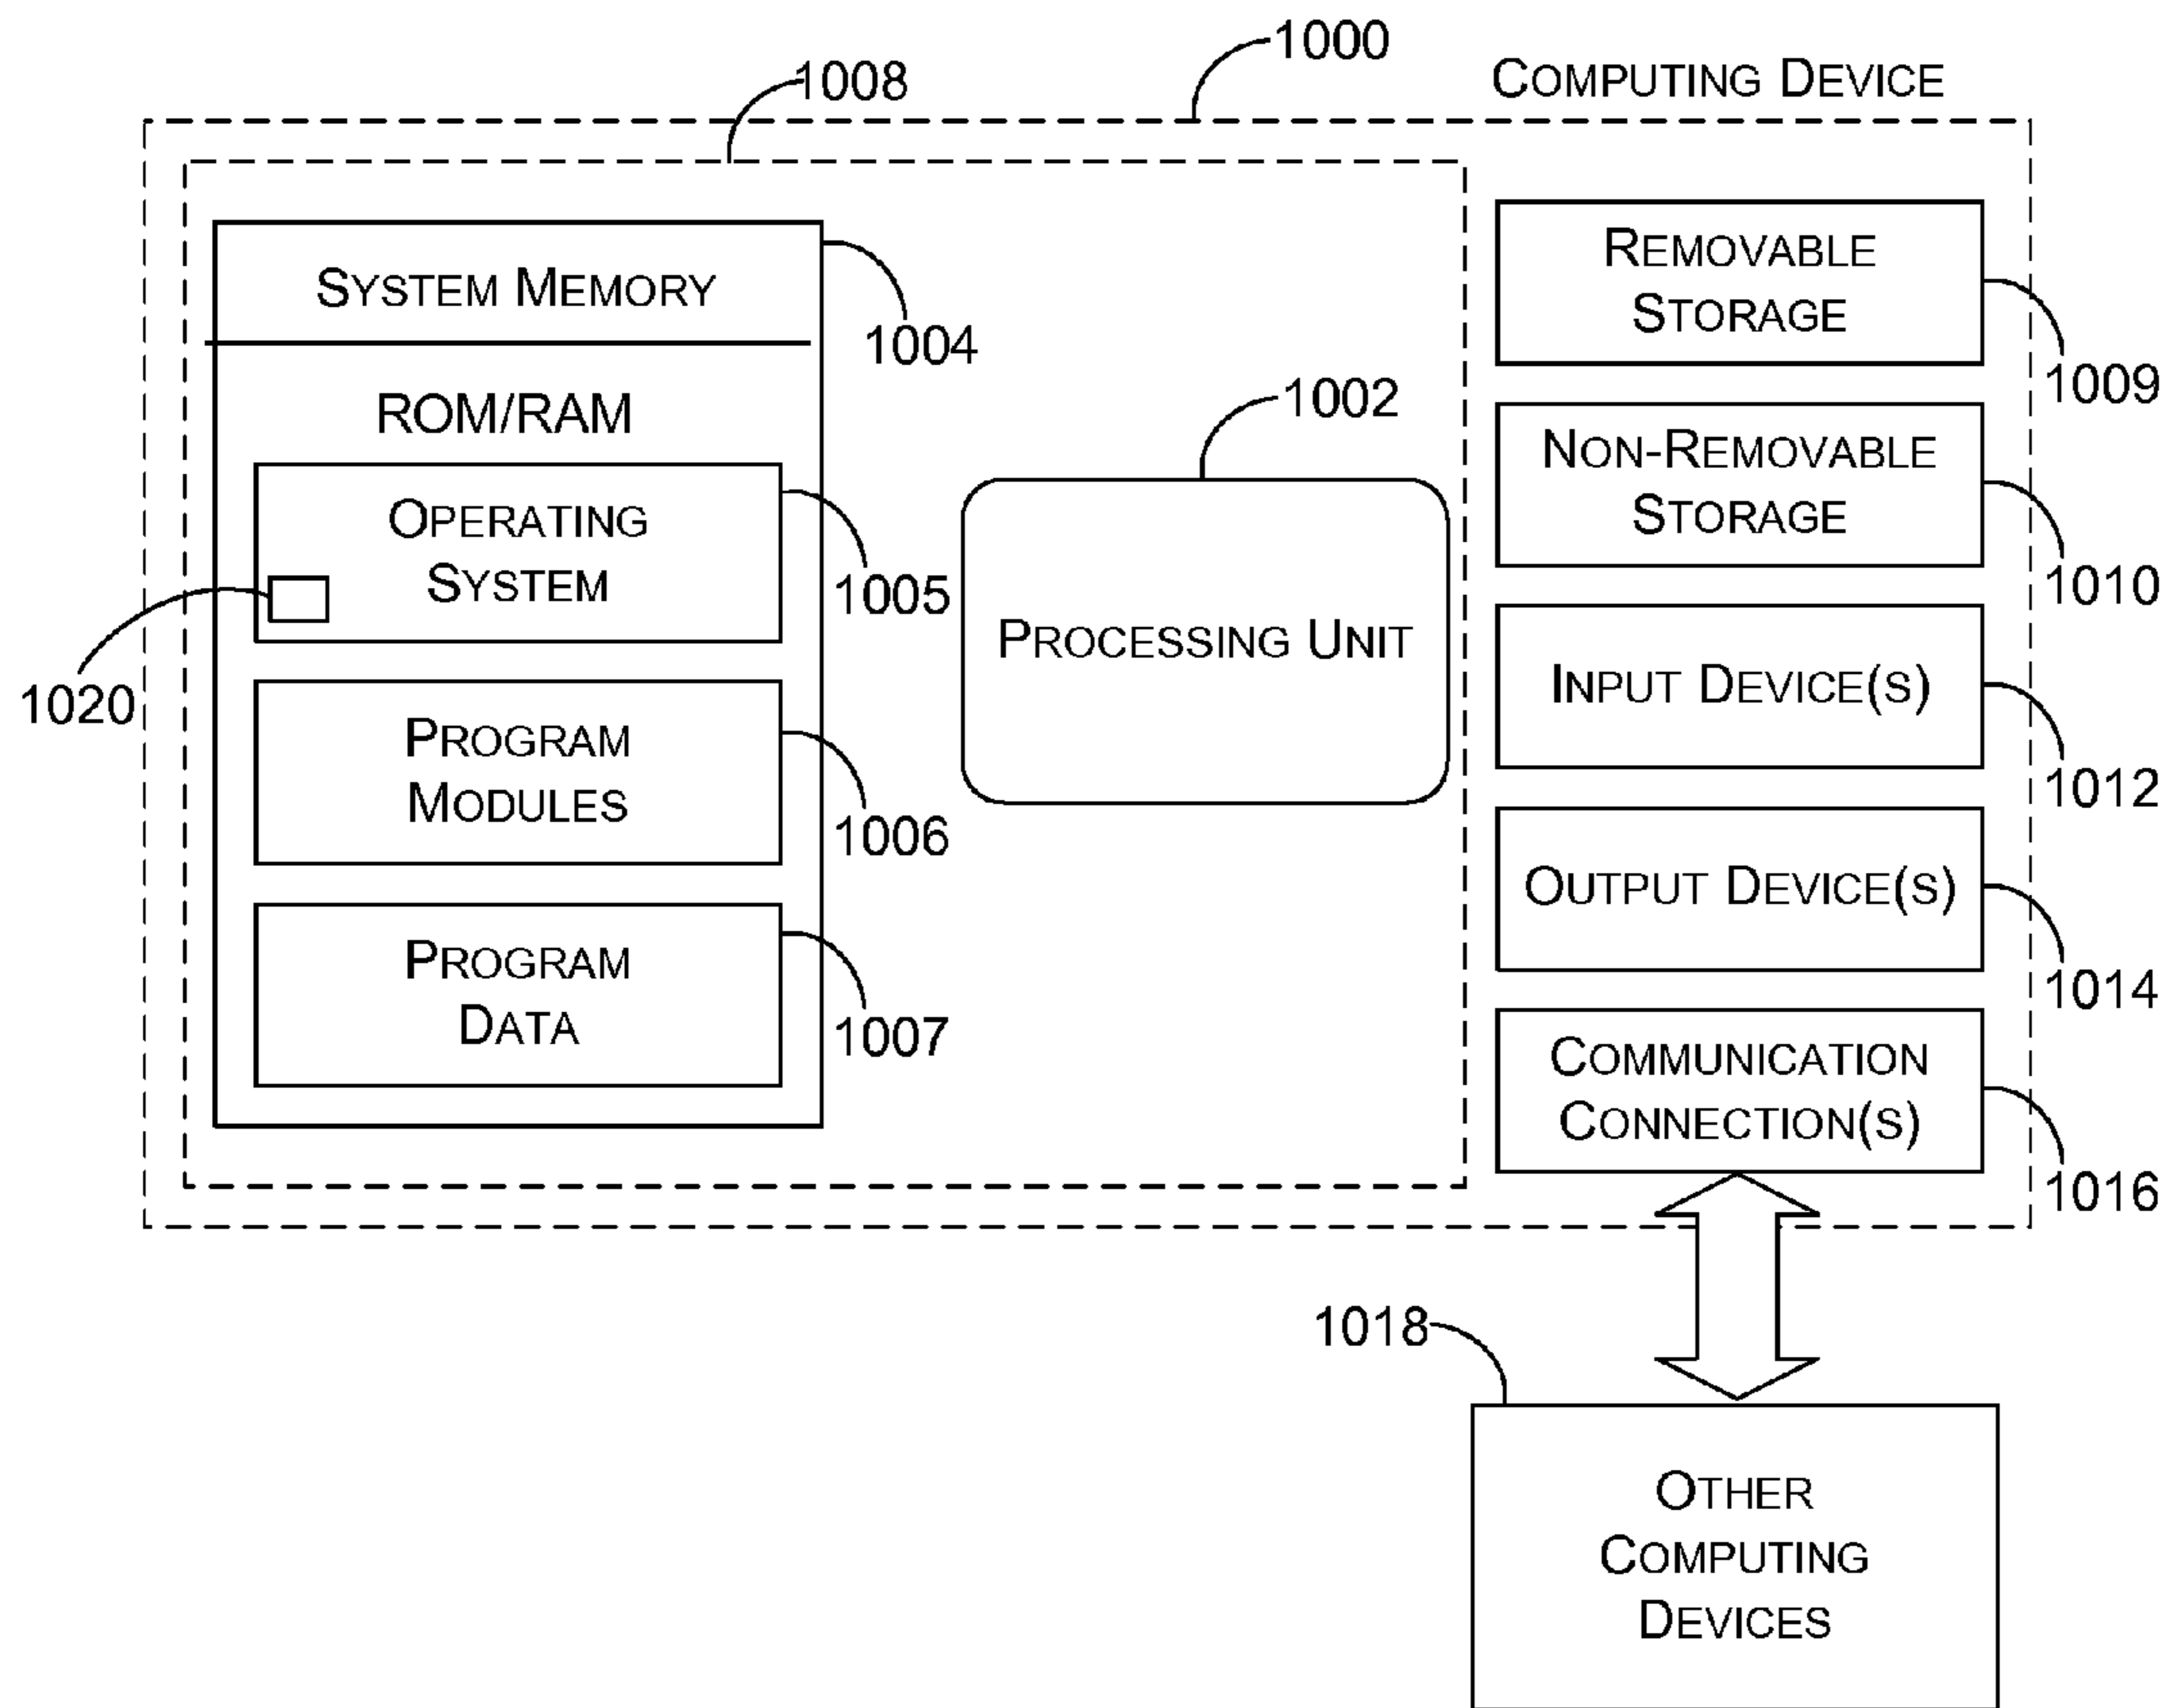 1000
COMPUTING DEVICE
1008
SYSTEM MEMORY
1004
ROM/RAM
OPERATING
SYSTEM
1005
1020
PROGRAM
MODULES
1006
PROGRAM
DATA
1007
1002
PROCESSING UNIT
REMOVABLE
STORAGE
1009
NON-REMOVABLE
STORAGE
1010
INPUT DEVICE(S)
1012
OUTPUT DEVICE(S)
1014
COMMUNICATION
CONNECTION(S)
1016
1018
OTHER
COMPUTING
DEVICES